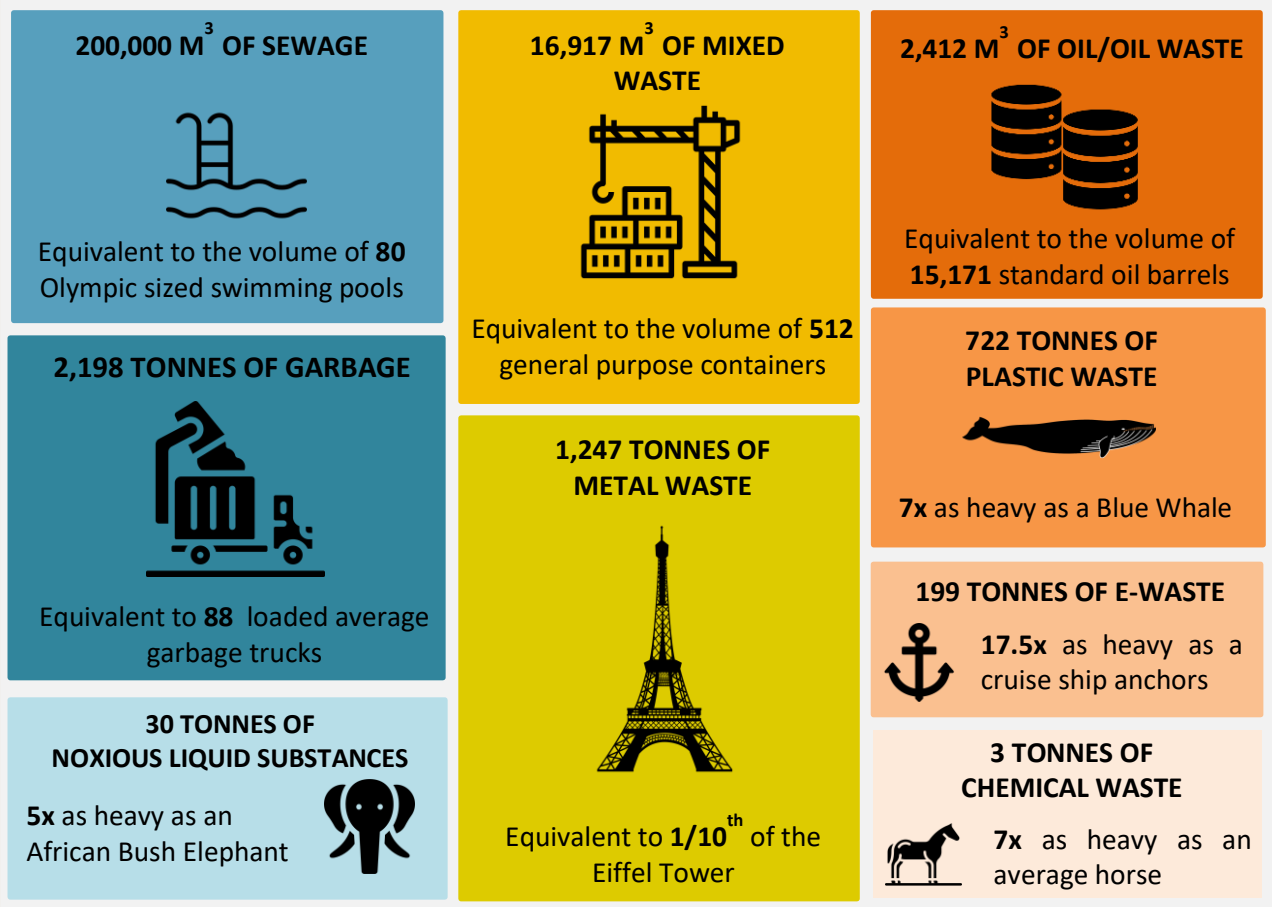 200,000 M³ OF SEWAGE
Equivalent to the volume of 80
Olympic sized swimming pools
2,198 TONNES OF GARBAGE
Equivalent to 88 loaded average
garbage trucks
30 TONNES OF
NOXIOUS LIQUID SUBSTANCES
5x as heavy as an
African Bush Elephant
16,917 M³ OF MIXED
WASTE
Equivalent to the volume of 512
general purpose containers
1,247 TONNES OF
METAL WASTE
Equivalent to 1/10th of the
Eiffel Tower
2,412 M³ OF OIL/OIL WASTE
Equivalent to the volume of
15,171 standard oil barrels
722 TONNES OF
PLASTIC WASTE
7x as heavy as a Blue Whale
199 TONNES OF E-WASTE
17.5x as heavy as a
cruise ship anchors
3 TONNES OF
CHEMICAL WASTE
7x as heavy as an
average horse